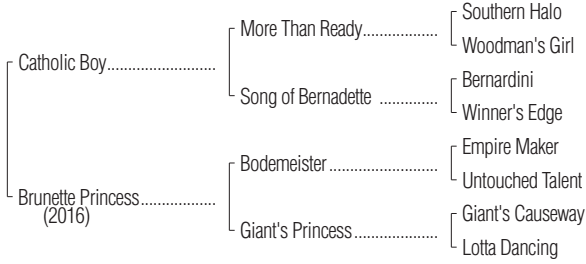 Southern Halo
More Than Ready..................
Woodman's Girl
Catholic Boy..........................
Bernardini
Song of Bernadette ..............
Winner's Edge
Empire Maker
Bodemeister ..........................
Untouched Talent
Brunette Princess..................
(2016)
Giant's Causeway
Giant's Princess....................
Lotta Dancing